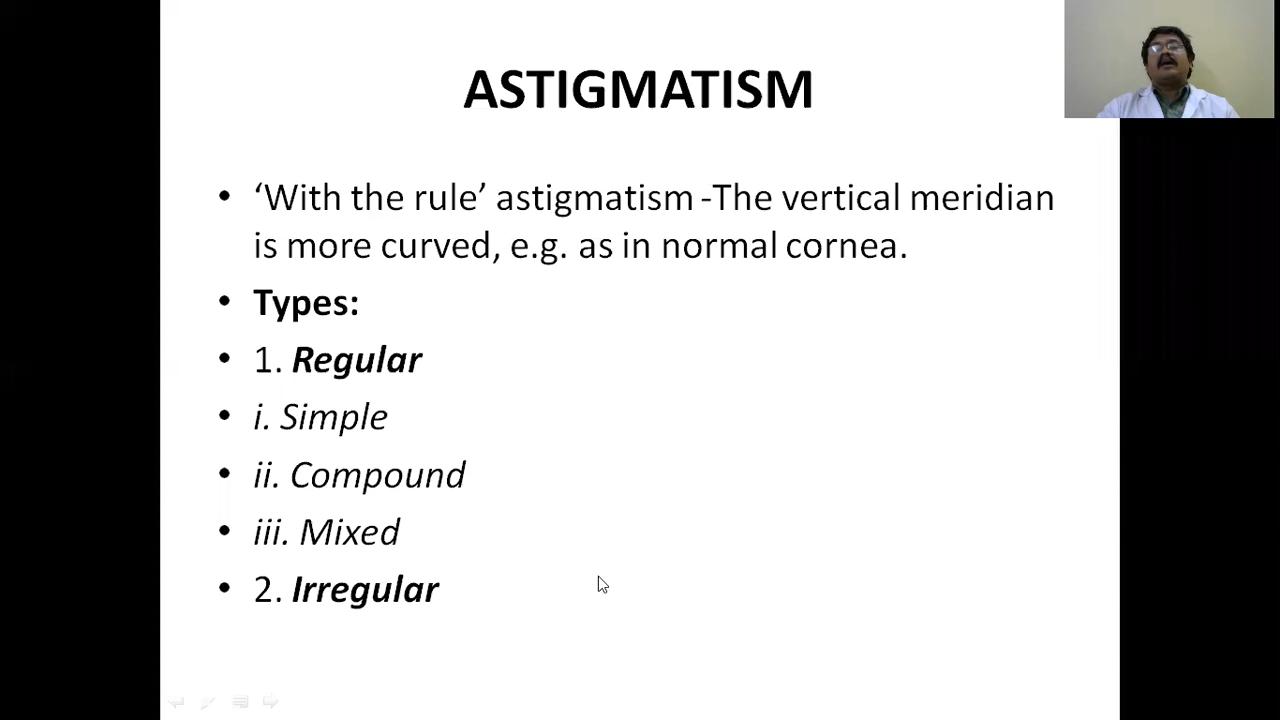 ASTIGMATISM
• ‘With the rule’ astigmatism -The vertical meridian
is more curved, e.g. as in normal cornea.
• Types:
• 1. Regular
• i. Simple
• ii. Compound
• iii. Mixed
• 2. Irregular